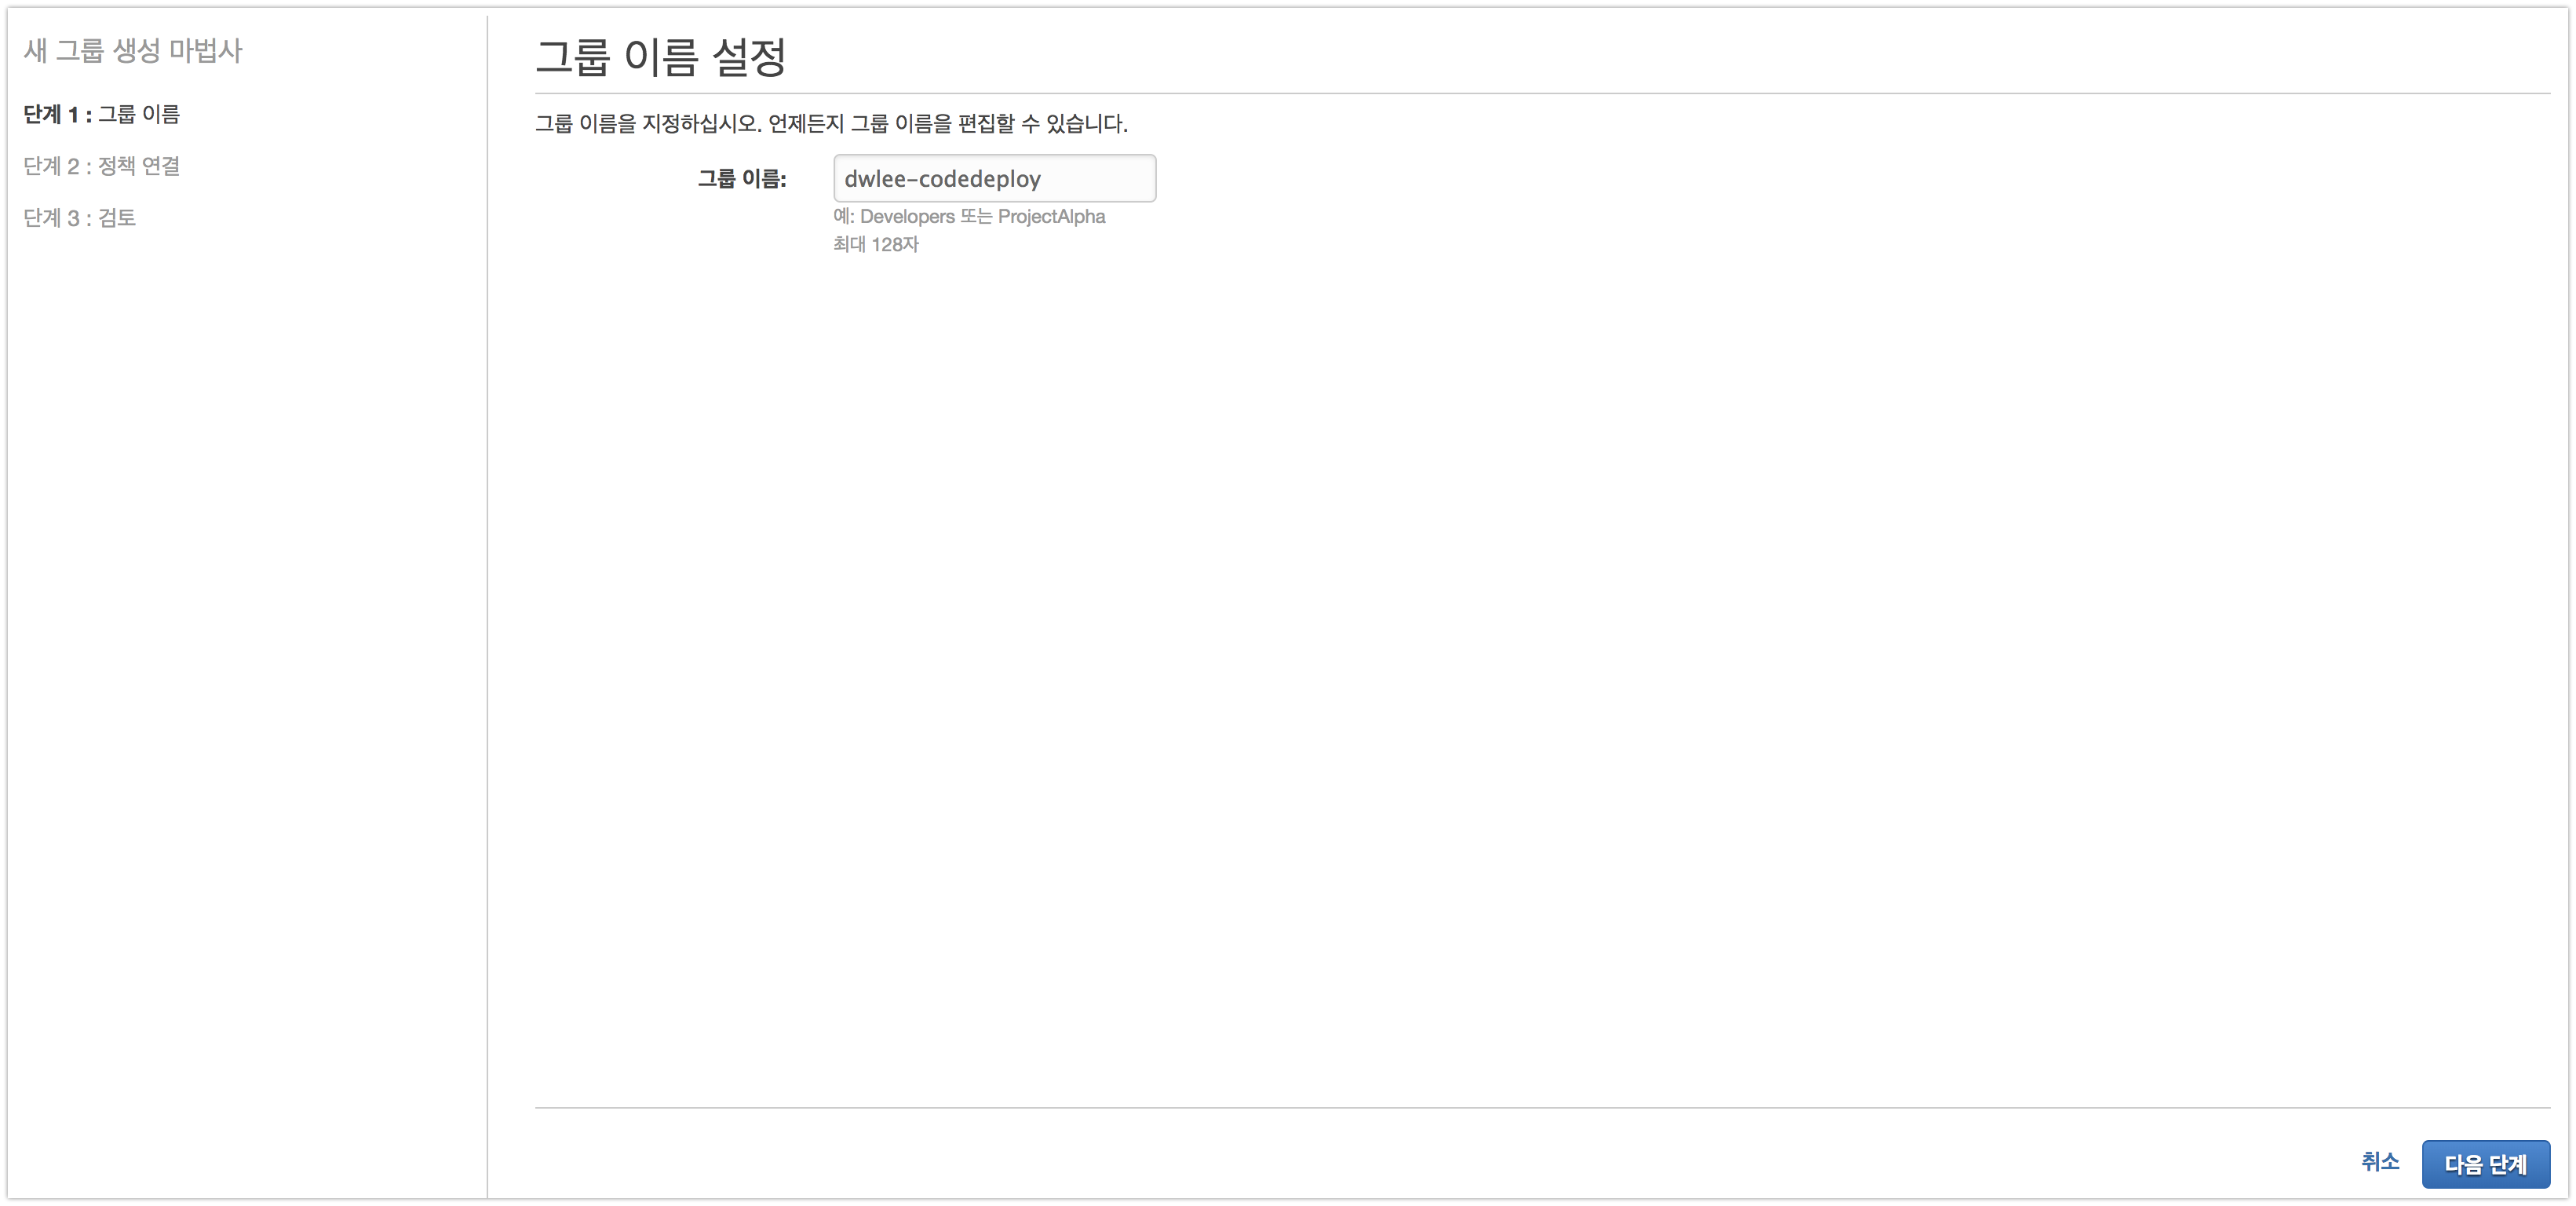 새 그룹 생성 마법사
단계 1 : 그룹 이름
단계 2 : 정책 연결
단계 3 : 검토
그룹 이름 설정
그룹 이름을 지정하십시오. 언제든지 그룹 이름을 편집할 수 있습니다.
그룹 이름: dwlee-codedeploy
예: Developers 또는 ProjectAlpha
최대 128자
취소 다음 단계